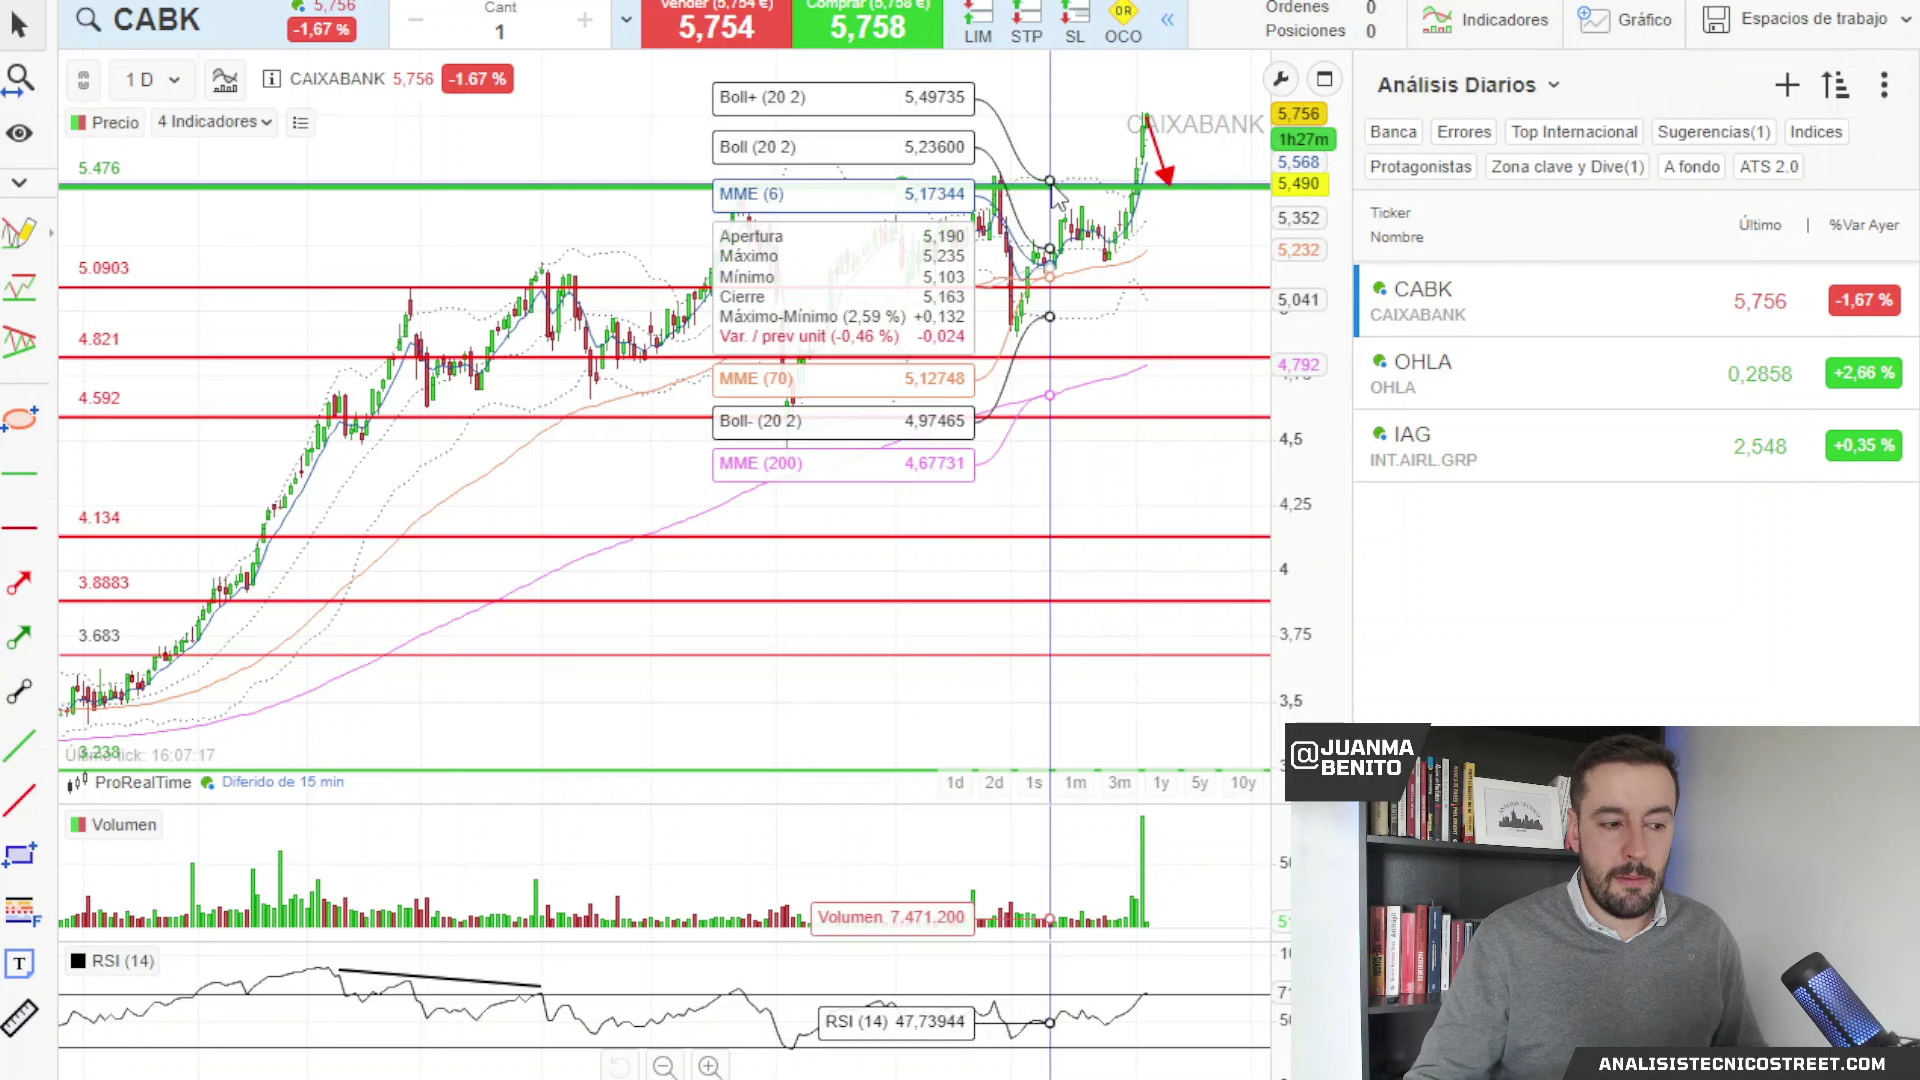 CABK
5,756
-1,67 %
Cant
1
Vender (5,754 €)
5,754
Comprar (5,758 €)
5,758
LIM
STP
SL
OR
OCO
Ordenes 0
Posiciones 0
Indicadores
Gráfico
Espacios de trabajo
1 D
CAIXABANK 5,756 -1.67 %
Precio
4 Indicadores
CAIXABANK
Boll+ (20 2) 5,49735
Boll (20 2) 5,23600
MME (6) 5,17344
Apertura 5,190
Máximo 5,235
Mínimo 5,103
Cierre 5,163
Máximo-Mínimo (2,59 %) +0,132
Var. / prev unit (-0,46 %) -0,024
MME (70) 5,12748
Boll- (20 2) 4,97465
MME (200) 4,67731
5.476
5.0903
4.821
4.592
4.134
3.8883
3.683
3.238
Último tick: 16:07:17
5,756
1h27m
5,568
5,490
5,352
5,232
5,041
4,792
4,5
4,25
4
3,75
3,5
ProRealTime
Diferido de 15 min
1d 2d 1s 1m 3m 1y 5y 10y
Volumen
Volumen 7.471.200
RSI (14)
RSI (14) 47,73944
T
F
Análisis Diarios
Banca
Errores
Top Internacional
Sugerencias(1)
Indices
Protagonistas
Zona clave y Dive(1)
A fondo
ATS 2.0
Ticker
Nombre
Último
%Var Ayer
CABK
CAIXABANK
5,756
-1,67 %
OHLA
OHLA
0,2858
+2,66 %
IAG
INT.AIRL.GRP
2,548
+0,35 %
@JUANMA
BENITO
ANALISISTECNICOSTREET.COM